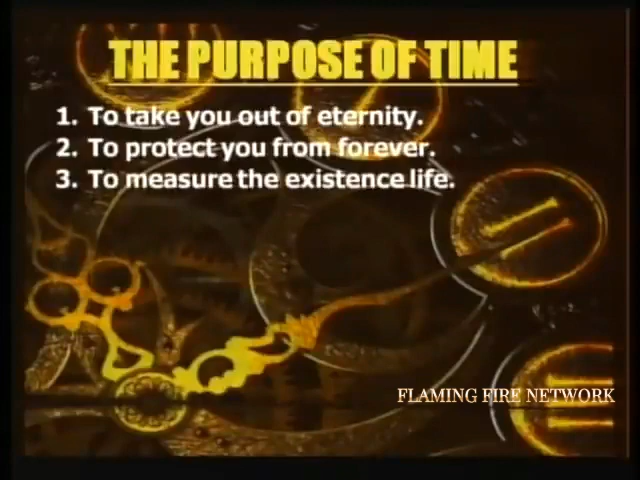 THE PURPOSE OF TIME
1. To take you out of eternity.
2. To protect you from forever.
3. To measure the existence life.
FLAMING FIRE NETWORK